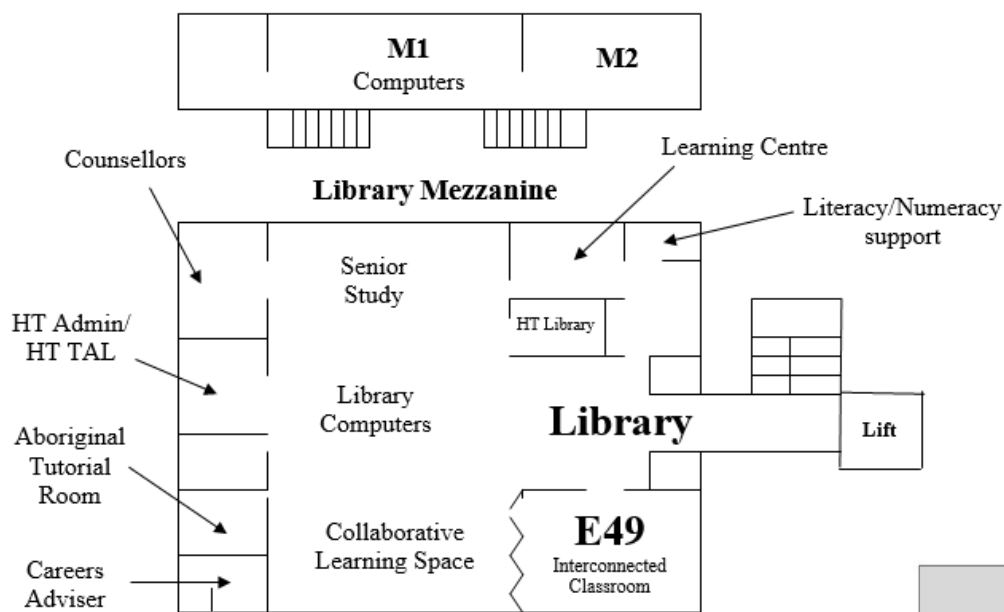 M1
Computers
M2
Counsellors
Learning Centre
Library Mezzanine
Literacy/Numeracy
support
Senior
Study
HT Admin/
HT TAL
HT Library
Library
Computers
Library
Lift
Aboriginal
Tutorial
Room
Collaborative
Learning Space
E49
Interconnected
Classroom
Careers
Adviser